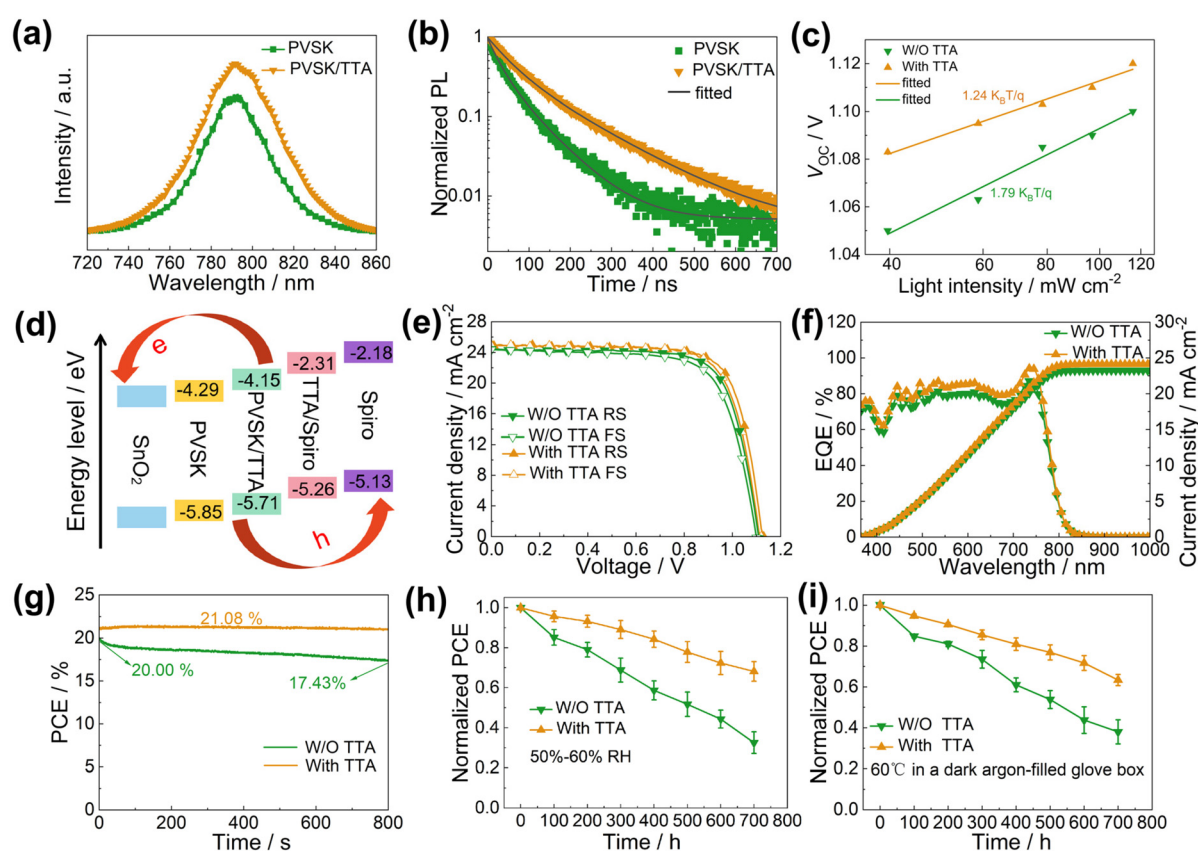 (a)
PVSK
PVSK/TTA
Intensity / a.u.
720 740 760 780 800 820 840 860
Wavelength / nm
(b)
PVSK
PVSK/TTA
fitted
Normalized PL
1
0.1
0.01
0 100 200 300 400 500 600 700
Time / ns
(c)
W/O TTA
With TTA
fitted
fitted
1.24 KBT/q
1.79 KBT/q
VOC / V
1.12
1.10
1.08
1.06
1.04
40 60 80 100 120
Light intensity / mW cm-2
(d)
Energy level / eV
e
h
SnO2
PVSK
-4.29
-5.85
PVSK/TTA
-4.15
-5.71
TTA/Spiro
-2.31
-5.26
Spiro
-2.18
-5.13
(e)
Current density / mA cm-2
28
24
20
16
12
8
4
0
W/O TTA RS
W/O TTA FS
With TTA RS
With TTA FS
0.0 0.2 0.4 0.6 0.8 1.0 1.2
Voltage / V
(f)
W/O TTA
With TTA
EQE / %
120
100
80
60
40
20
0
30
25
20
15
10
5
0
Current density / mA cm-2
400 500 600 700 800 900 1000
Wavelength / nm
(g)
PCE / %
25
20
15
10
5
0
21.08 %
20.00 %
17.43%
W/O TTA
With TTA
0 200 400 600 800
Time / s
(h)
Normalized PCE
1.0
0.8
0.6
0.4
0.2
0.0
W/O TTA
With TTA
50%-60% RH
0 100 200 300 400 500 600 700 800
Time / h
(i)
Normalized PCE
1.0
0.8
0.6
0.4
0.2
0.0
W/O TTA
With TTA
60℃ in a dark argon-filled glove box
0 100 200 300 400 500 600 700 800
Time / h